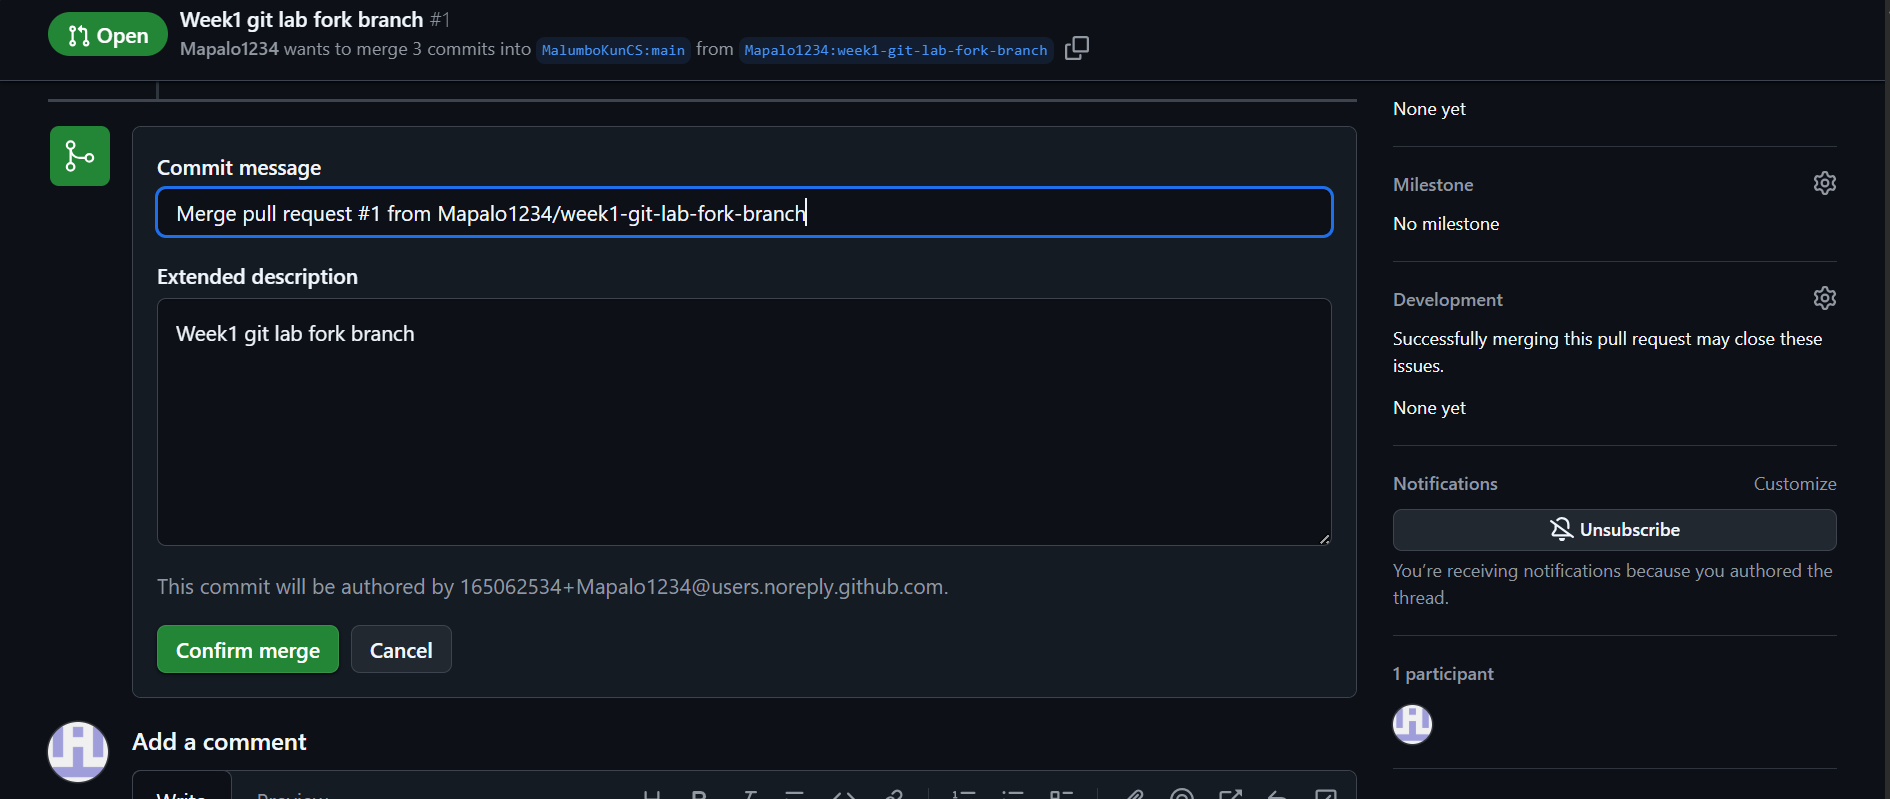 Open
Week1 git lab fork branch #1
Mapalo1234 wants to merge 3 commits into MalumboKunCS:main from Mapalo1234:week1-git-lab-fork-branch
Commit message
Merge pull request #1 from Mapalo1234/week1-git-lab-fork-branch
Extended description
Week1 git lab fork branch
This commit will be authored by 165062534+Mapalo1234@users.noreply.github.com.
Confirm merge
Cancel
Add a comment
Write
Preview
None yet
Milestone
No milestone
Development
Successfully merging this pull request may close these
issues.
None yet
Notifications
Customize
Unsubscribe
You’re receiving notifications because you authored the
thread.
1 participant